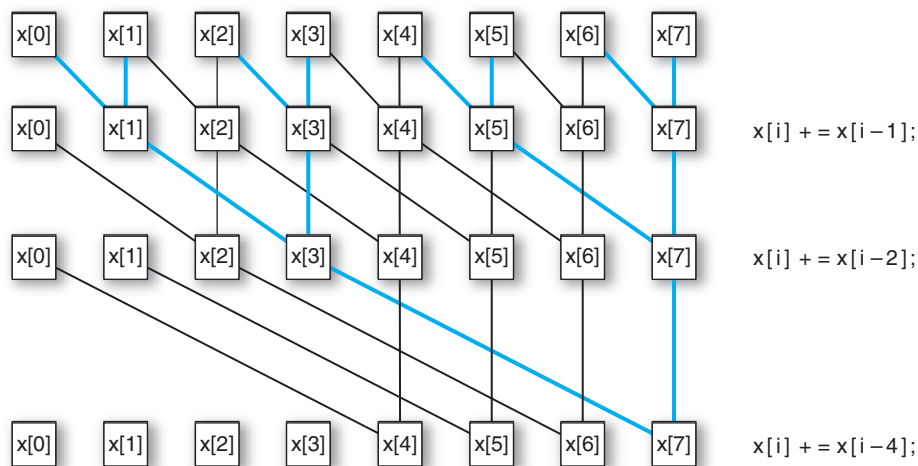 x[0] x[1] x[2] x[3] x[4] x[5] x[6] x[7]
x[0] x[1] x[2] x[3] x[4] x[5] x[6] x[7] x[i] += x[i-1];
x[0] x[1] x[2] x[3] x[4] x[5] x[6] x[7] x[i] += x[i-2];
x[0] x[1] x[2] x[3] x[4] x[5] x[6] x[7] x[i] += x[i-4];